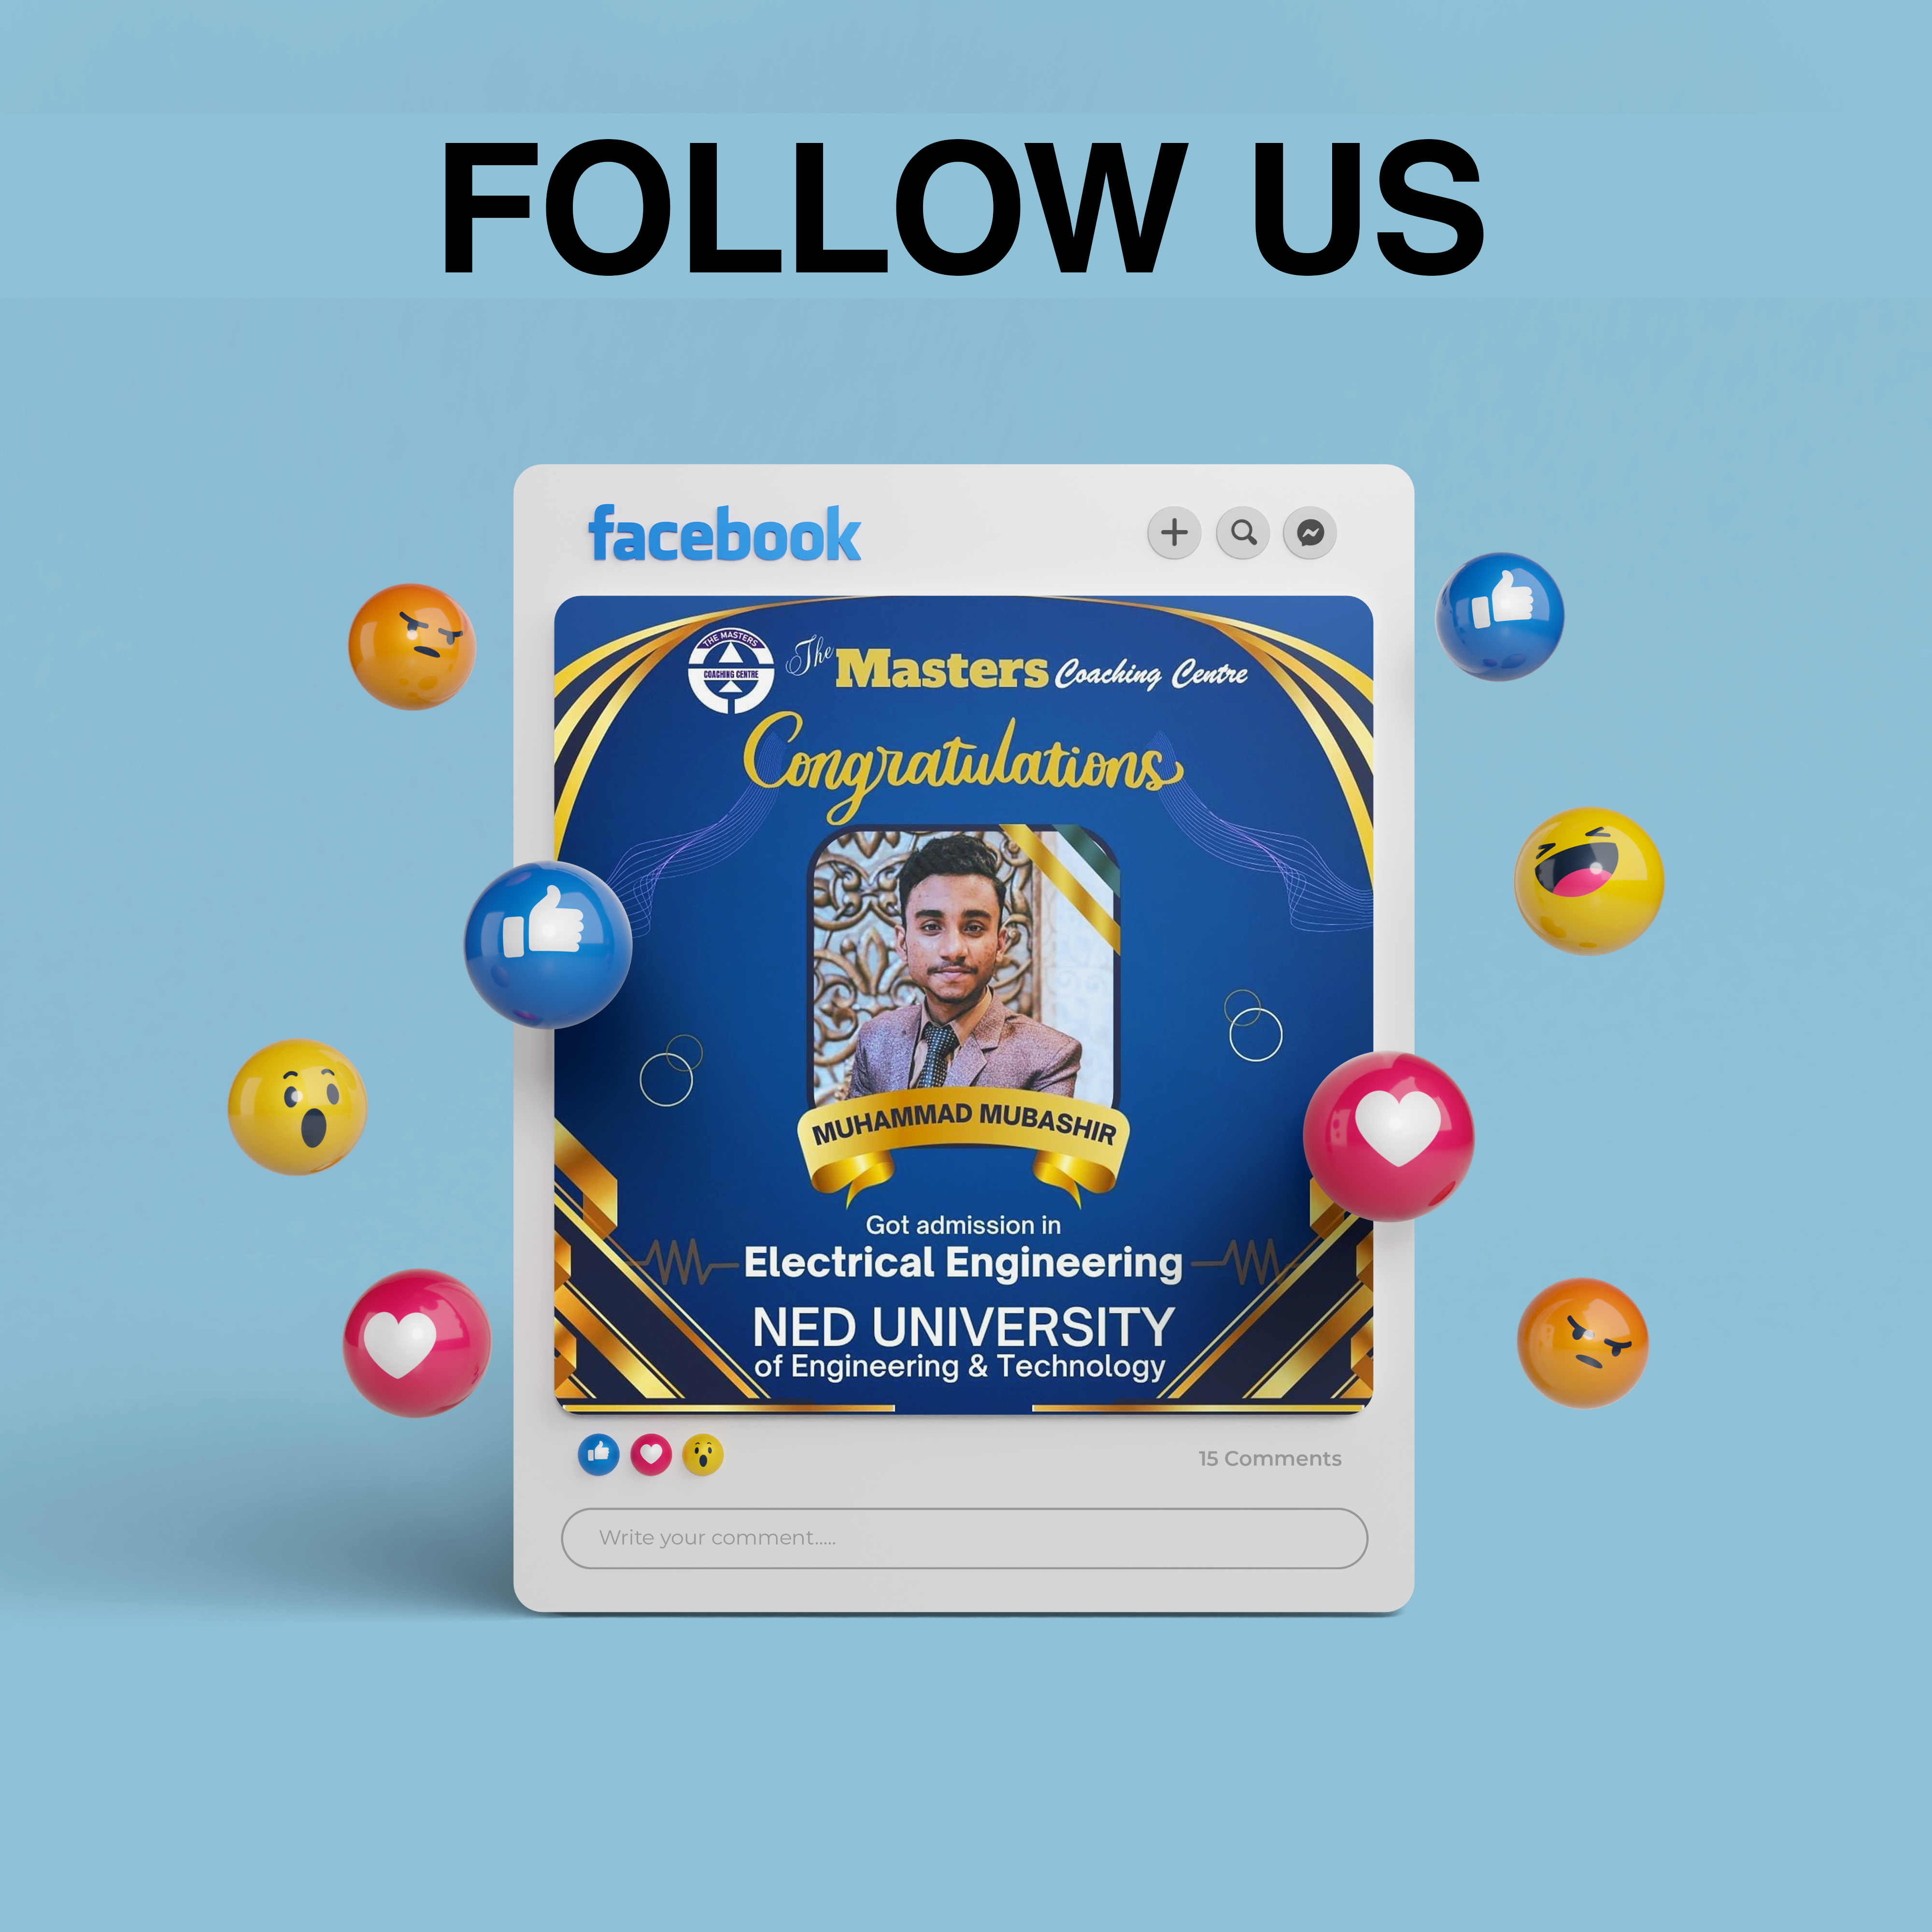 FOLLOW US
facebook
THE MASTERS
COACHING CENTRE
The Masters Coaching Centre
Congratulations
MUHAMMAD MUBASHIR
Got admission in
Electrical Engineering
NED UNIVERSITY
of Engineering & Technology
15 Comments
Write your comment.....